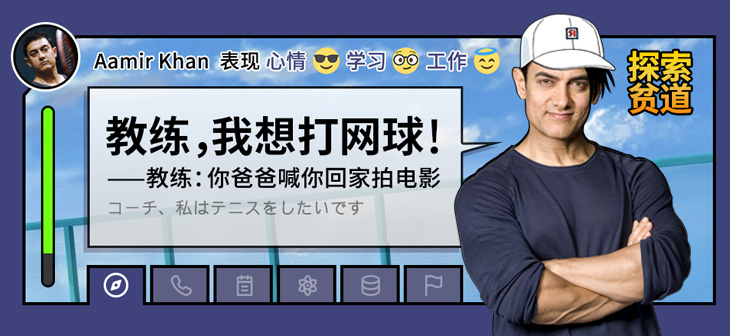 Aamir Khan 表现 心情 😎 学习 🤓 工作 😇
探索
贫道
教练,我想打网球!
——教练:你爸爸喊你回家拍电影
コーチ、私はテニスをしたいです